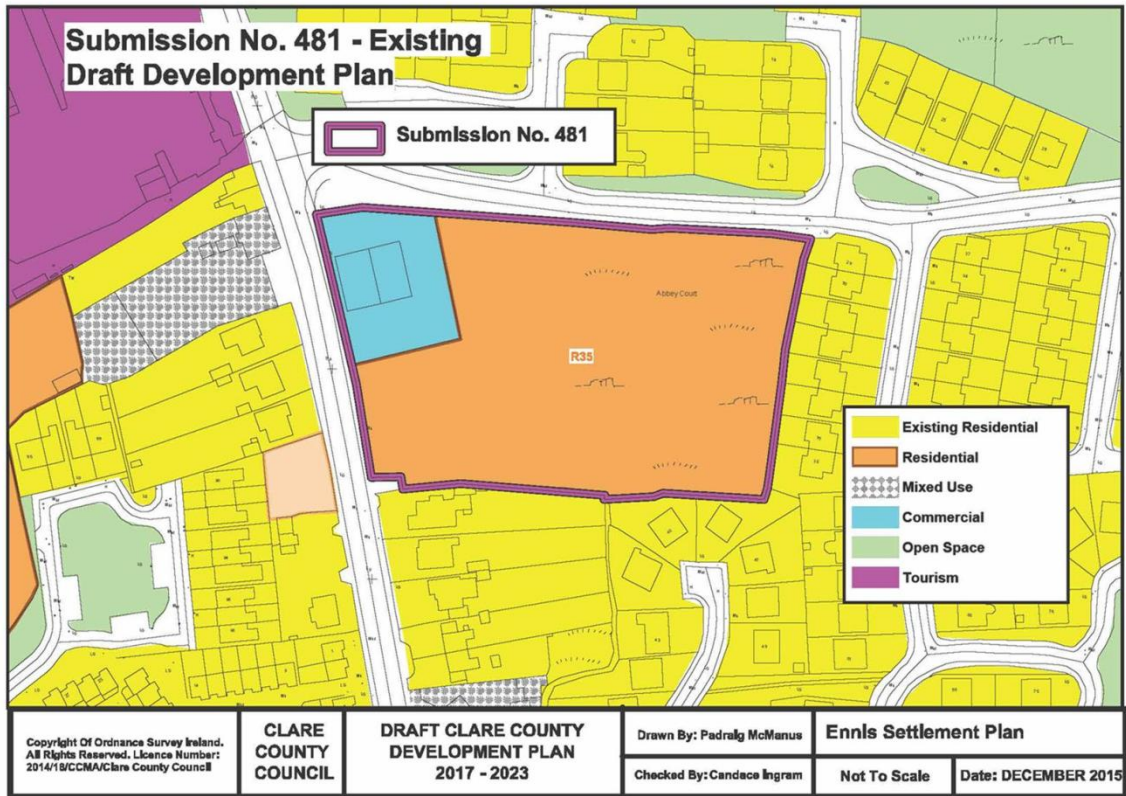 Submission No. 481 - Existing
Draft Development Plan
Submission No. 481
Abbey Court
R35
Existing Residential
Residential
Mixed Use
Commercial
Open Space
Tourism
Copyright Of Ordnance Survey Ireland.
All Rights Reserved. Licence Number:
2014/18/CCMA/Clare County Council
CLARE
COUNTY
COUNCIL
DRAFT CLARE COUNTY
DEVELOPMENT PLAN
2017 - 2023
Drawn By: Padraig McManus
Checked By: Candace Ingram
Ennis Settlement Plan
Not To Scale
Date: DECEMBER 2015